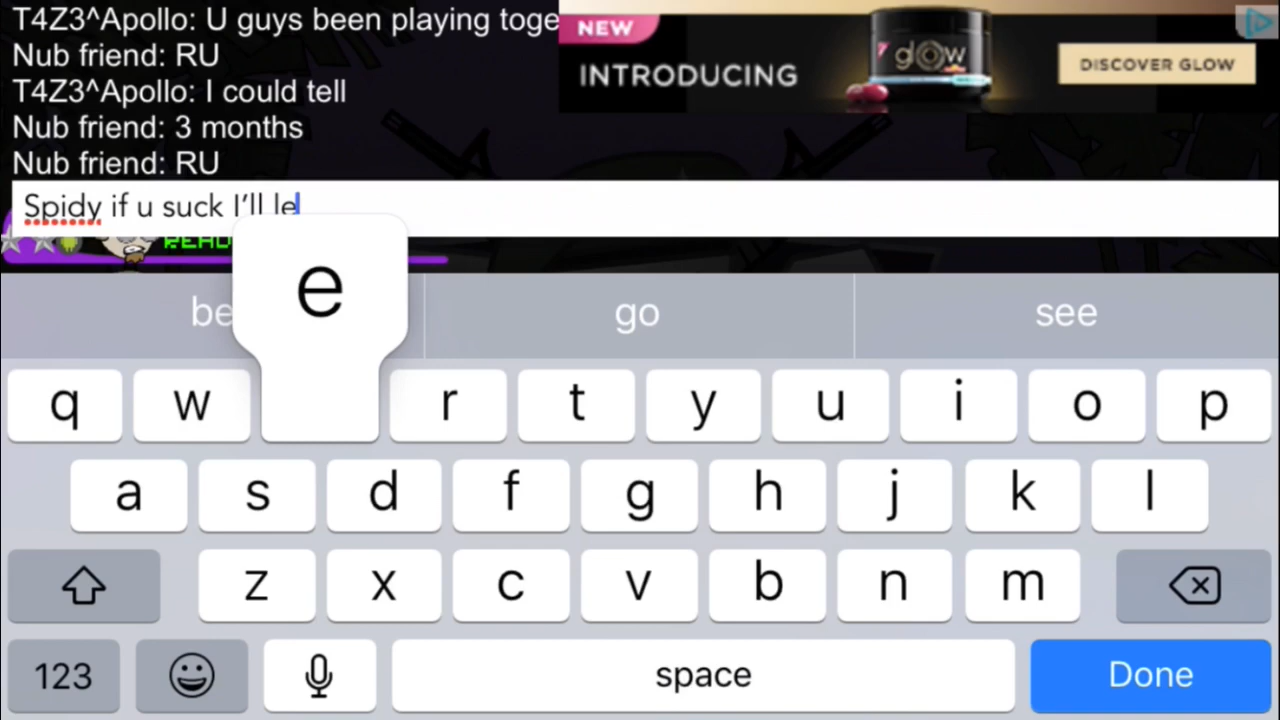 T4Z3^Apollo: U guys been playing toge
Nub friend: RU
T4Z3^Apollo: I could tell
Nub friend: 3 months
Nub friend: RU
NEW
INTRODUCING
glow
DISCOVER GLOW
Spidy if u suck I'll le
READ
e
be
go
see
q w r t y u i o p
a s d f g h j k l
z x c v b n m
123
space
Done